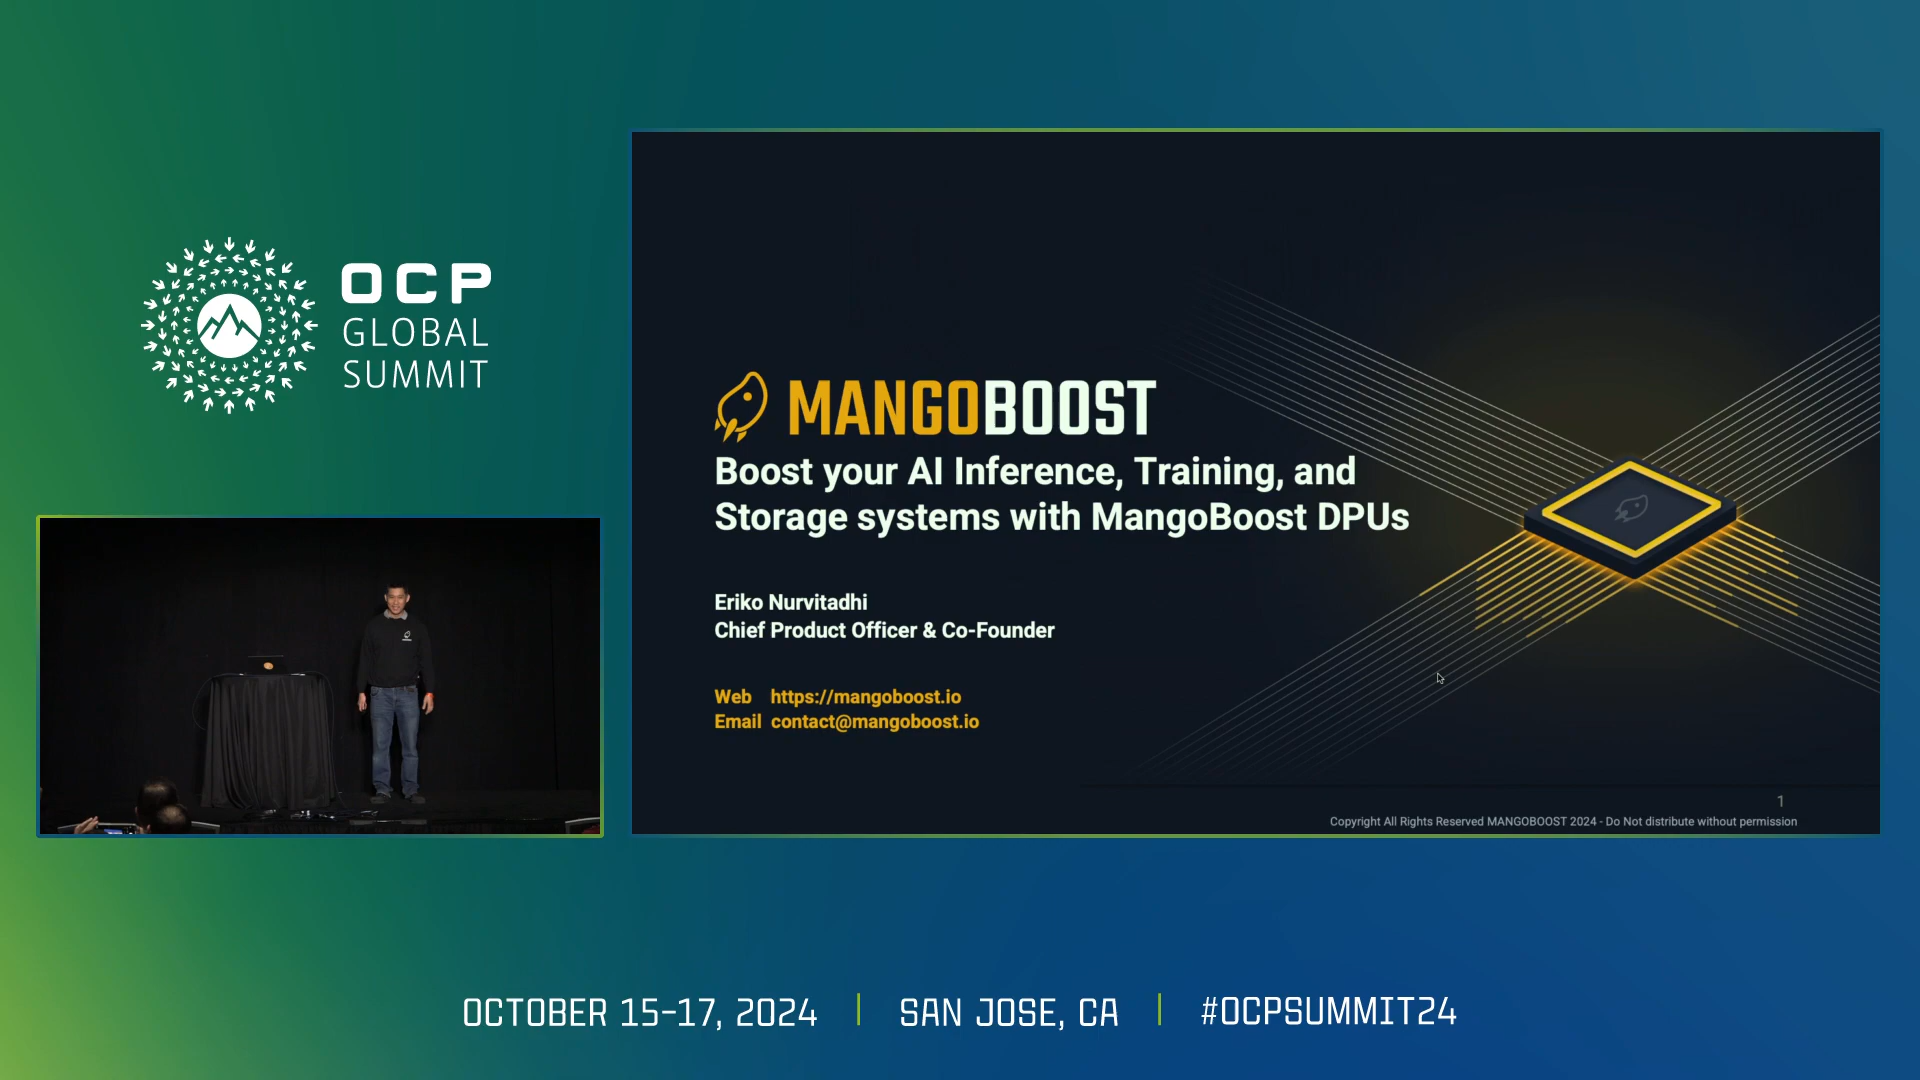 OCP
GLOBAL
SUMMIT
MANGOBOOST
Boost your AI Inference, Training, and
Storage systems with MangoBoost DPUs
Eriko Nurvitadhi
Chief Product Officer & Co-Founder
Web https://mangoboost.io
Email contact@mangoboost.io
1
Copyright All Rights Reserved MANGOBOOST 2024 - Do Not distribute without permission
OCTOBER 15-17, 2024 | SAN JOSE, CA | #OCPSUMMIT24